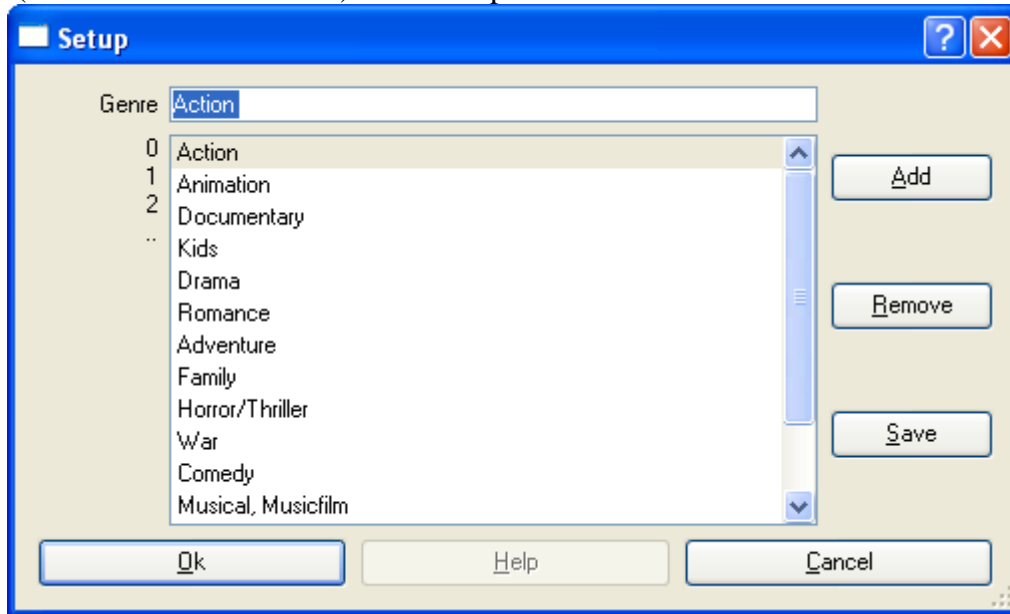 Setup
Genre Action
0 Action
1 Animation
2 Documentary
.. Kids
Drama
Romance
Adventure
Family
Horror/Thriller
War
Comedy
Musical, Musicfilm
Add
Remove
Save
Ok Help Cancel